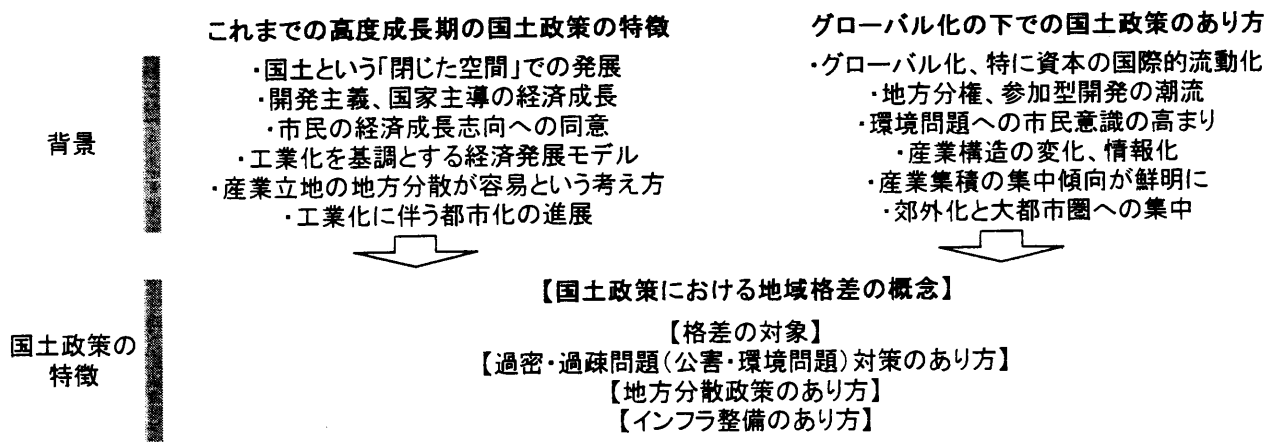 これまでの高度成長期の国土政策の特徴
・国土という「閉じた空間」での発展
・開発主義、国家主導の経済成長
・市民の経済成長志向への同意
・工業化を基調とする経済発展モデル
・産業立地の地方分散が容易という考え方
・工業化に伴う都市化の進展
グローバル化の下での国土政策のあり方
・グローバル化、特に資本の国際的流動化
・地方分権、参加型開発の潮流
・環境問題への市民意識の高まり
・産業構造の変化、情報化
・産業集積の集中傾向が鮮明に
・郊外化と大都市圏への集中
背景
【国土政策における地域格差の概念】
【格差の対象】
【過密・過疎問題(公害・環境問題)対策のあり方】
【地方分散政策のあり方】
【インフラ整備のあり方】
国土政策の
特徴